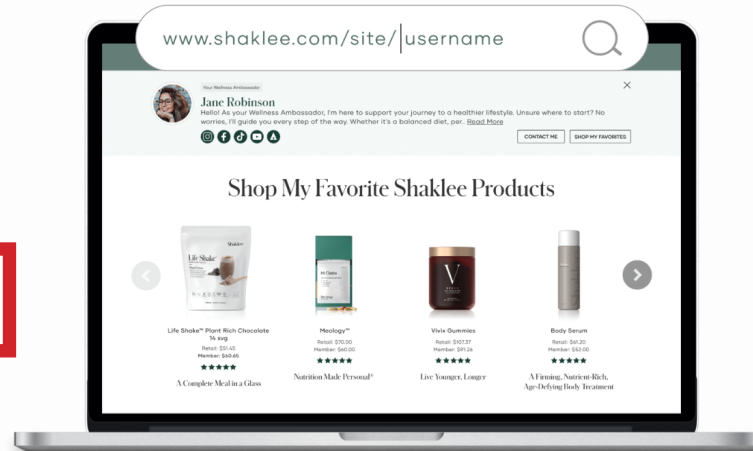 www.shaklee.com/site/|username
Your Wellness Ambassador
Jane Robinson
Hello! As your Wellness Ambassador, I'm here to support your journey to a healthier lifestyle. Unsure where to start? No
worries, I'll guide you every step of the way. Whether it's a balanced diet, per.. Read More
CONTACT ME
SHOP MY FAVORITES
Shop My Favorite Shaklee Products
Shaklee
Life Shake
V
Life Shake™ Plant Rich Chocolate
14 svg
Retail: $51.45
Member: $60.65
A Complete Meal in a Glass
Meology™
Retail: $70.00
Member: $60.00
Nutrition Made Personal®
Vivix Gummies
Retail: $107.37
Member: $91.26
Live Younger, Longer
Body Serum
Retail: $61.20
Member: $52.00
A Firming, Nutrient-Rich,
Age-Defying Body Treatment